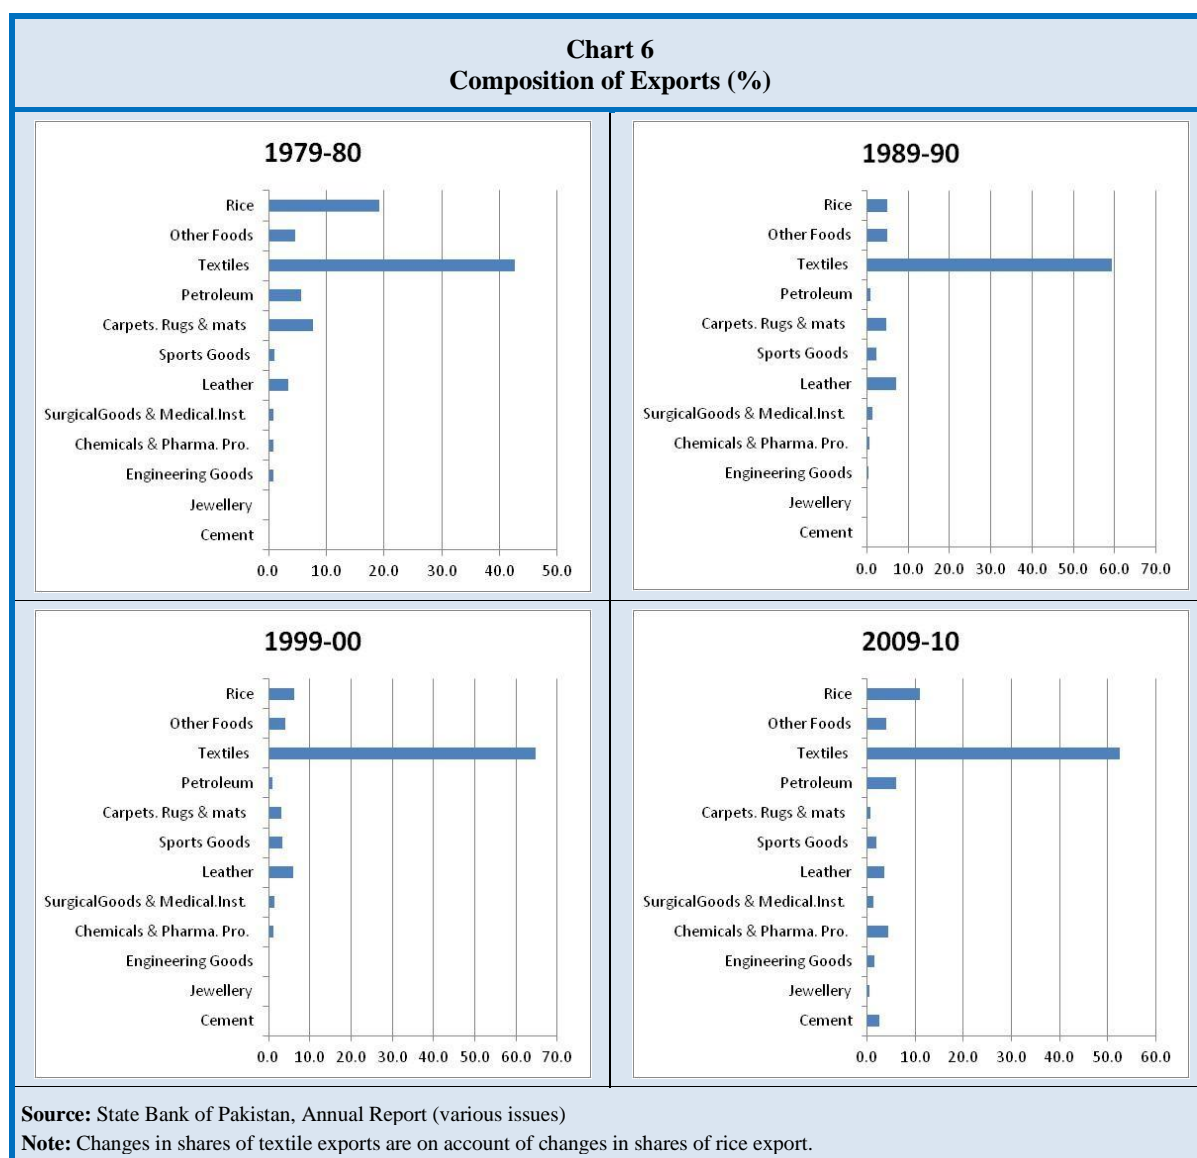 Chart 6
Composition of Exports (%)
1979-80
Rice
Other Foods
Textiles
Petroleum
Carpets. Rugs & mats
Sports Goods
Leather
SurgicalGoods & Medical.Inst.
Chemicals & Pharma. Pro.
Engineering Goods
Jewellery
Cement
0.0 10.0 20.0 30.0 40.0 50.0
1989-90
Rice
Other Foods
Textiles
Petroleum
Carpets. Rugs & mats
Sports Goods
Leather
SurgicalGoods & Medical.Inst.
Chemicals & Pharma. Pro.
Engineering Goods
Jewellery
Cement
0.0 10.0 20.0 30.0 40.0 50.0 60.0 70.0
1999-00
Rice
Other Foods
Textiles
Petroleum
Carpets. Rugs & mats
Sports Goods
Leather
SurgicalGoods & Medical.Inst.
Chemicals & Pharma. Pro.
Engineering Goods
Jewellery
Cement
0.0 10.0 20.0 30.0 40.0 50.0 60.0 70.0
2009-10
Rice
Other Foods
Textiles
Petroleum
Carpets. Rugs & mats
Sports Goods
Leather
SurgicalGoods & Medical.Inst.
Chemicals & Pharma. Pro.
Engineering Goods
Jewellery
Cement
0.0 10.0 20.0 30.0 40.0 50.0 60.0
Source: State Bank of Pakistan, Annual Report (various issues)
Note: Changes in shares of textile exports are on account of changes in shares of rice export.